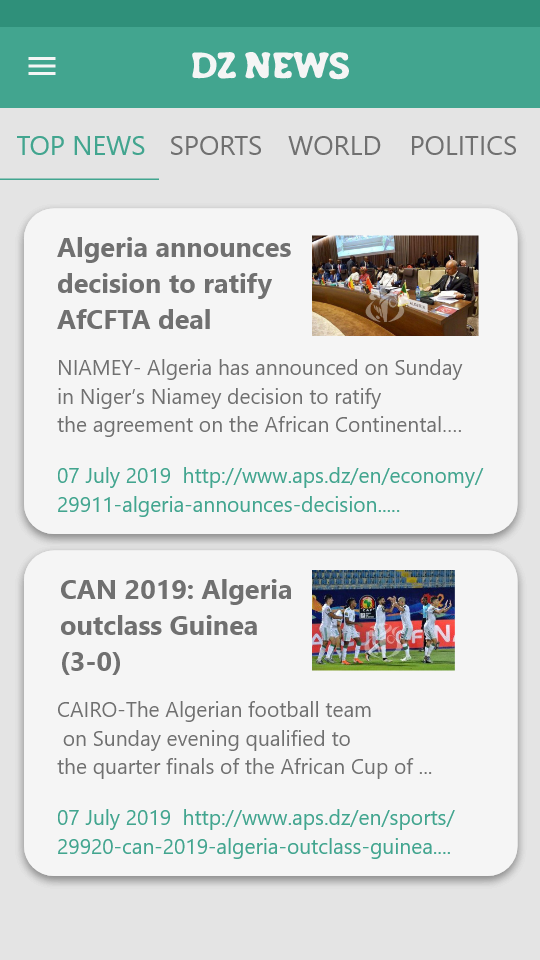 DZ NEWS
TOP NEWS SPORTS WORLD POLITICS
Algeria announces
decision to ratify
AfCFTA deal
NIAMEY- Algeria has announced on Sunday
in Niger’s Niamey decision to ratify
the agreement on the African Continental....
07 July 2019 http://www.aps.dz/en/economy/
29911-algeria-announces-decision.....
CAN 2019: Algeria
outclass Guinea
(3-0)
CAIRO-The Algerian football team
on Sunday evening qualified to
the quarter finals of the African Cup of ...
07 July 2019 http://www.aps.dz/en/sports/
29920-can-2019-algeria-outclass-guinea....